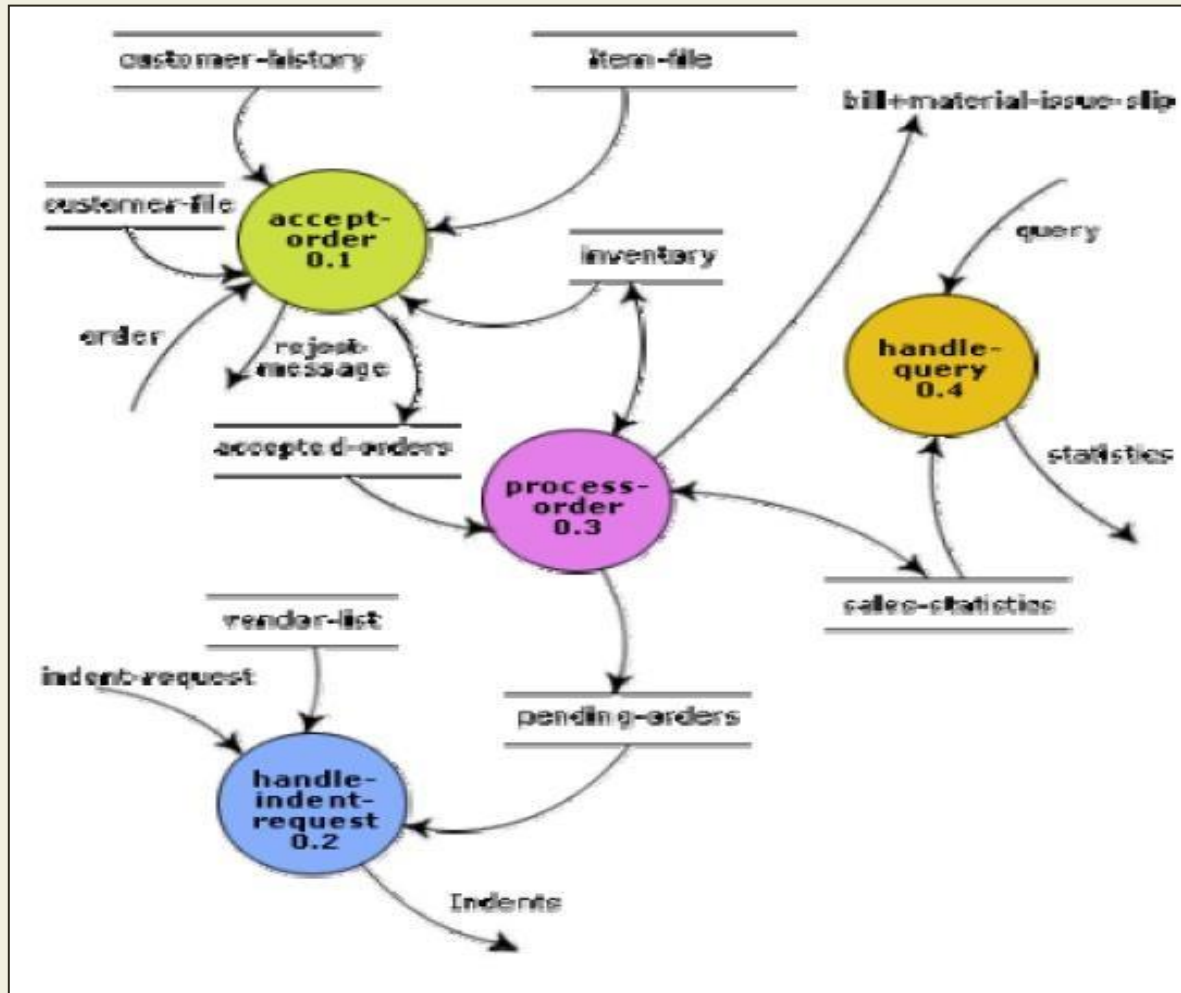 customer-history
item-file
bill+material-issue-slip
customer-file
accept-
order
0.1
query
inventory
order
reject-
message
handle-
query
0.4
accepted-orders
statistics
process-
order
0.3
sales-statistics
vendor-list
indent-request
pending-orders
handle-
indent-
request
0.2
Indents